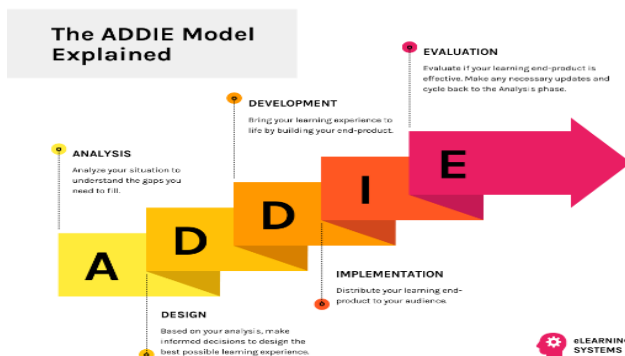 The ADDIE Model
Explained
EVALUATION
Evaluate if your learning end-product is
effective. Make any necessary updates and
cycle back to the Analysis phase.
DEVELOPMENT
Bring your learning experience to
life by building your end-product.
ANALYSIS
Analyze your situation to
understand the gaps you
need to fill.
A
D
D
I
E
IMPLEMENTATION
Distribute your learning end-
product to your audience.
DESIGN
Based on your analysis, make
informed decisions to design the
best possible learning experience.
eLEARNING
SYSTEMS